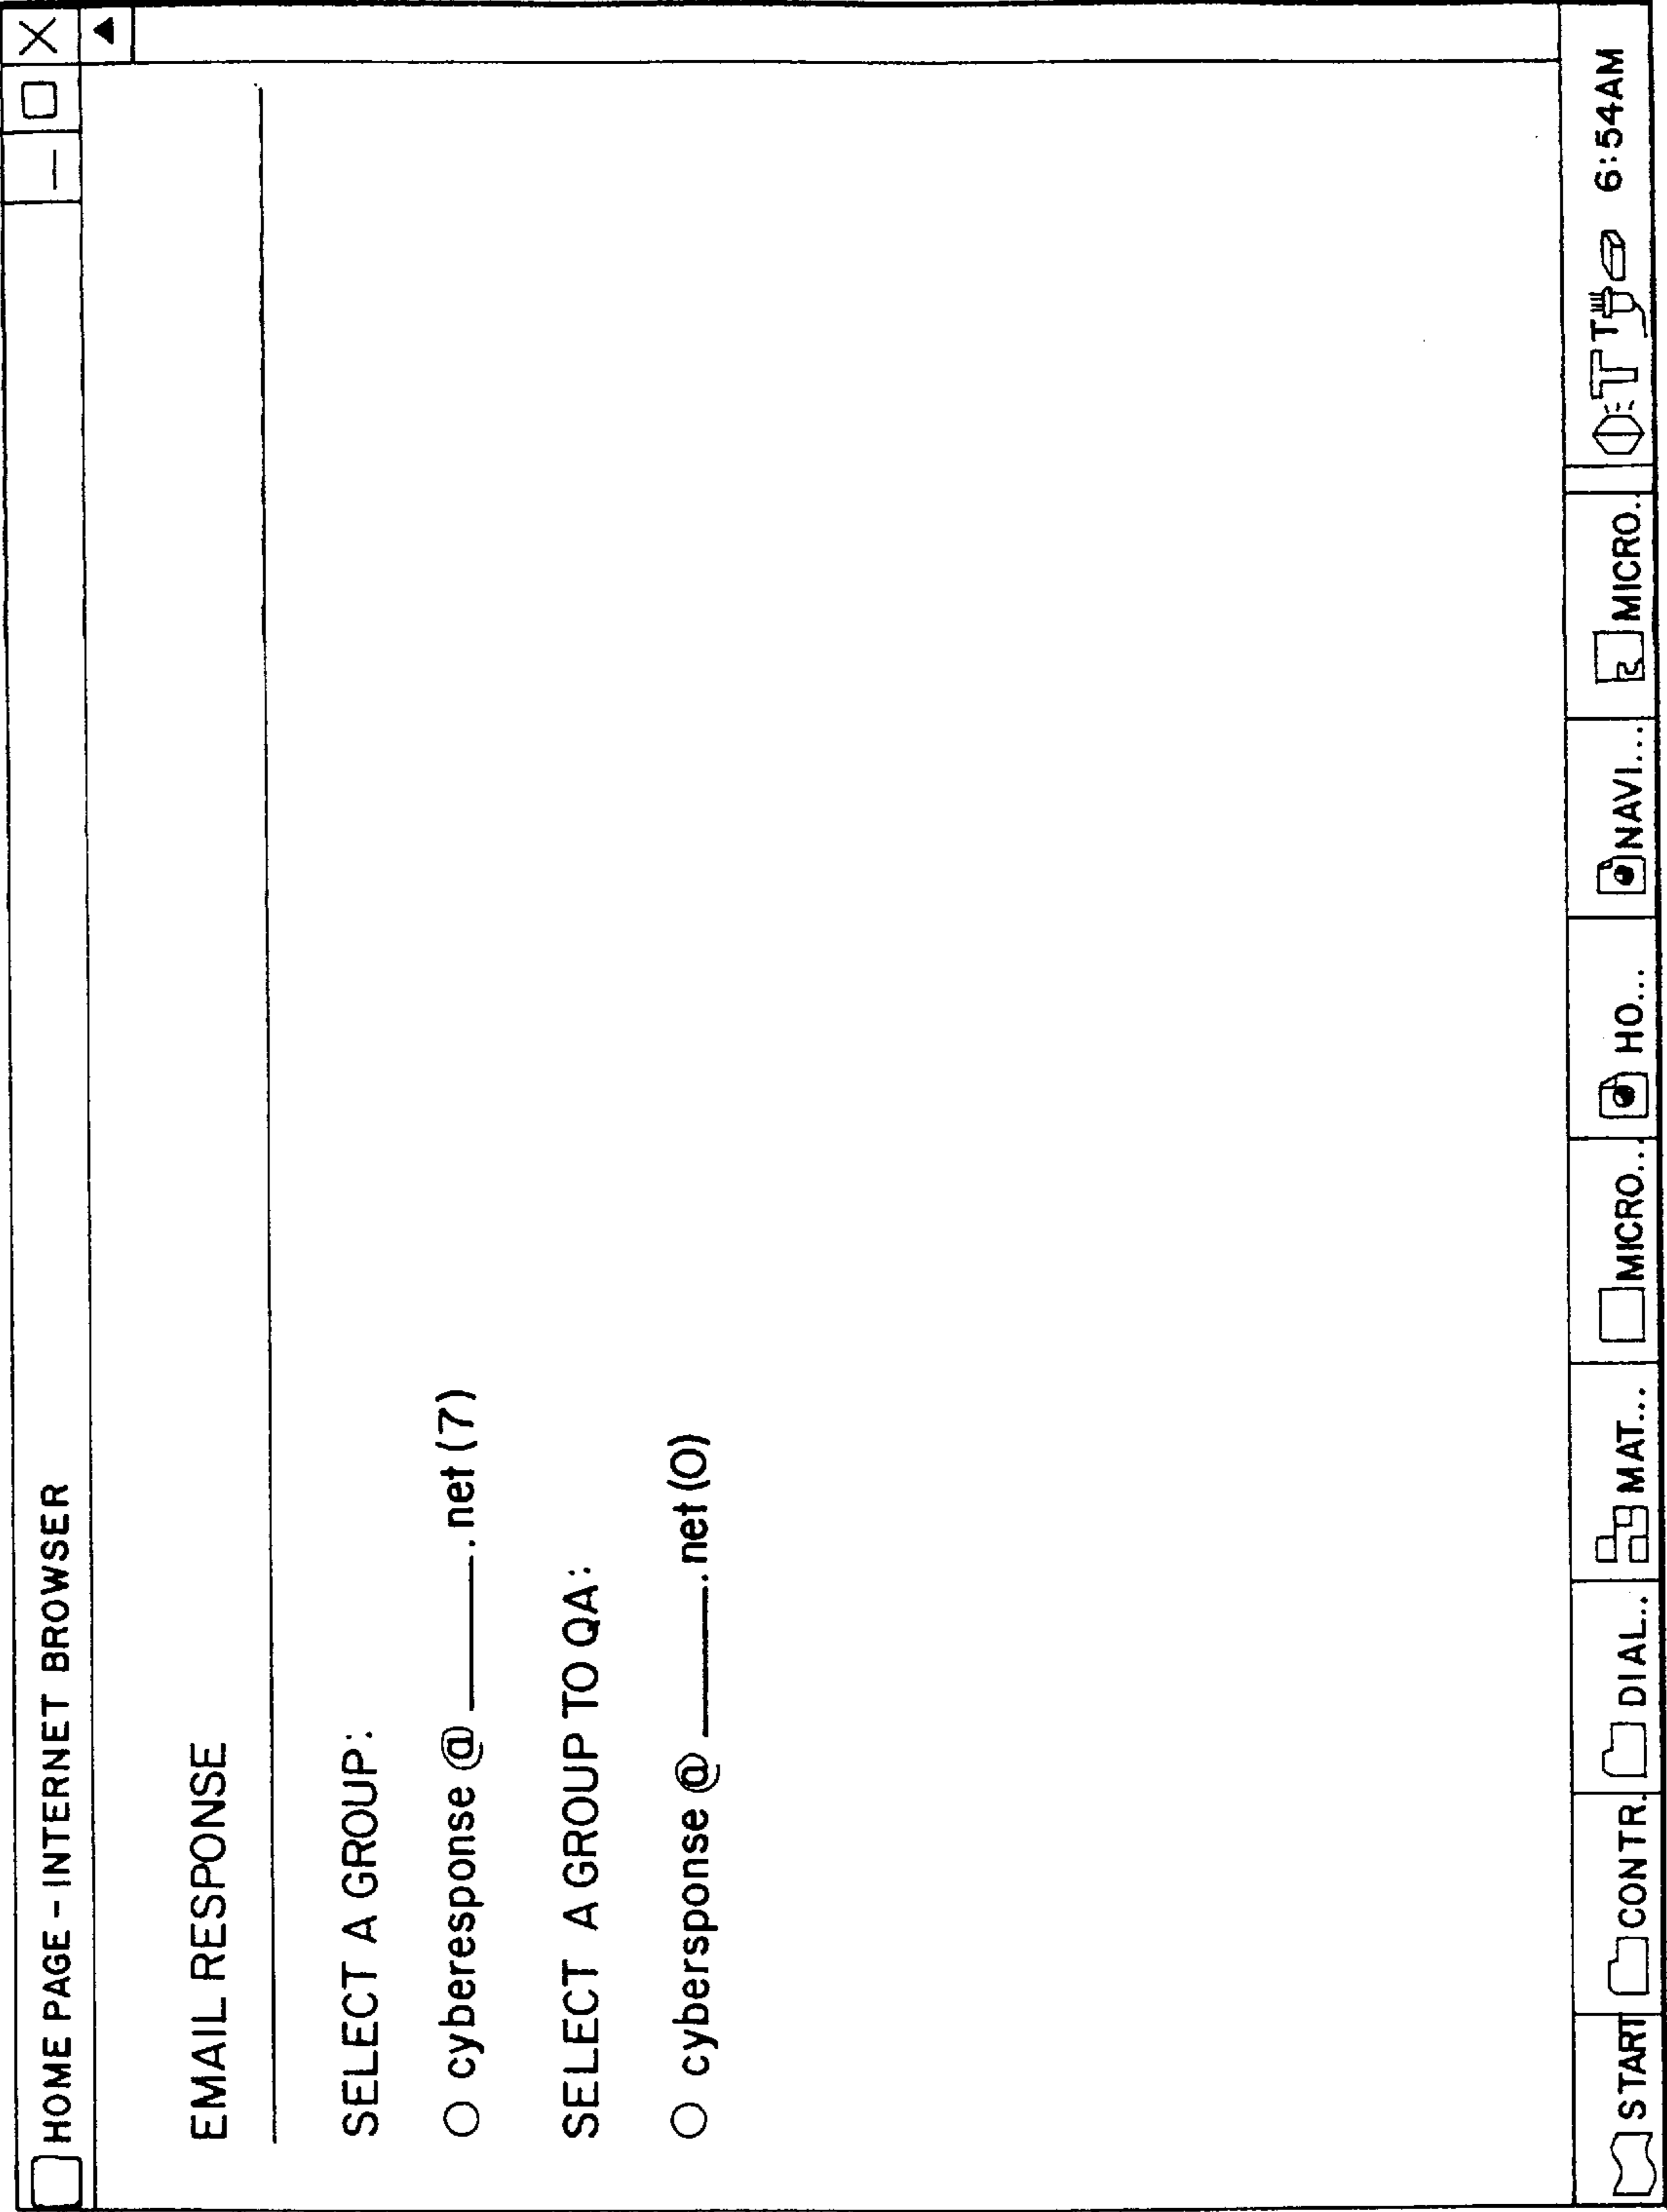 HOME PAGE - INTERNET BROWSER
EMAIL RESPONSE
SELECT A GROUP:
cyberesponse @ ______. net (7)
SELECT A GROUP TO QA:
cybersponse @ ______. net (0)
START CONTR. DIAL... MAT... MICRO... HO... NAVI... MICRO.. T T 6:54AM